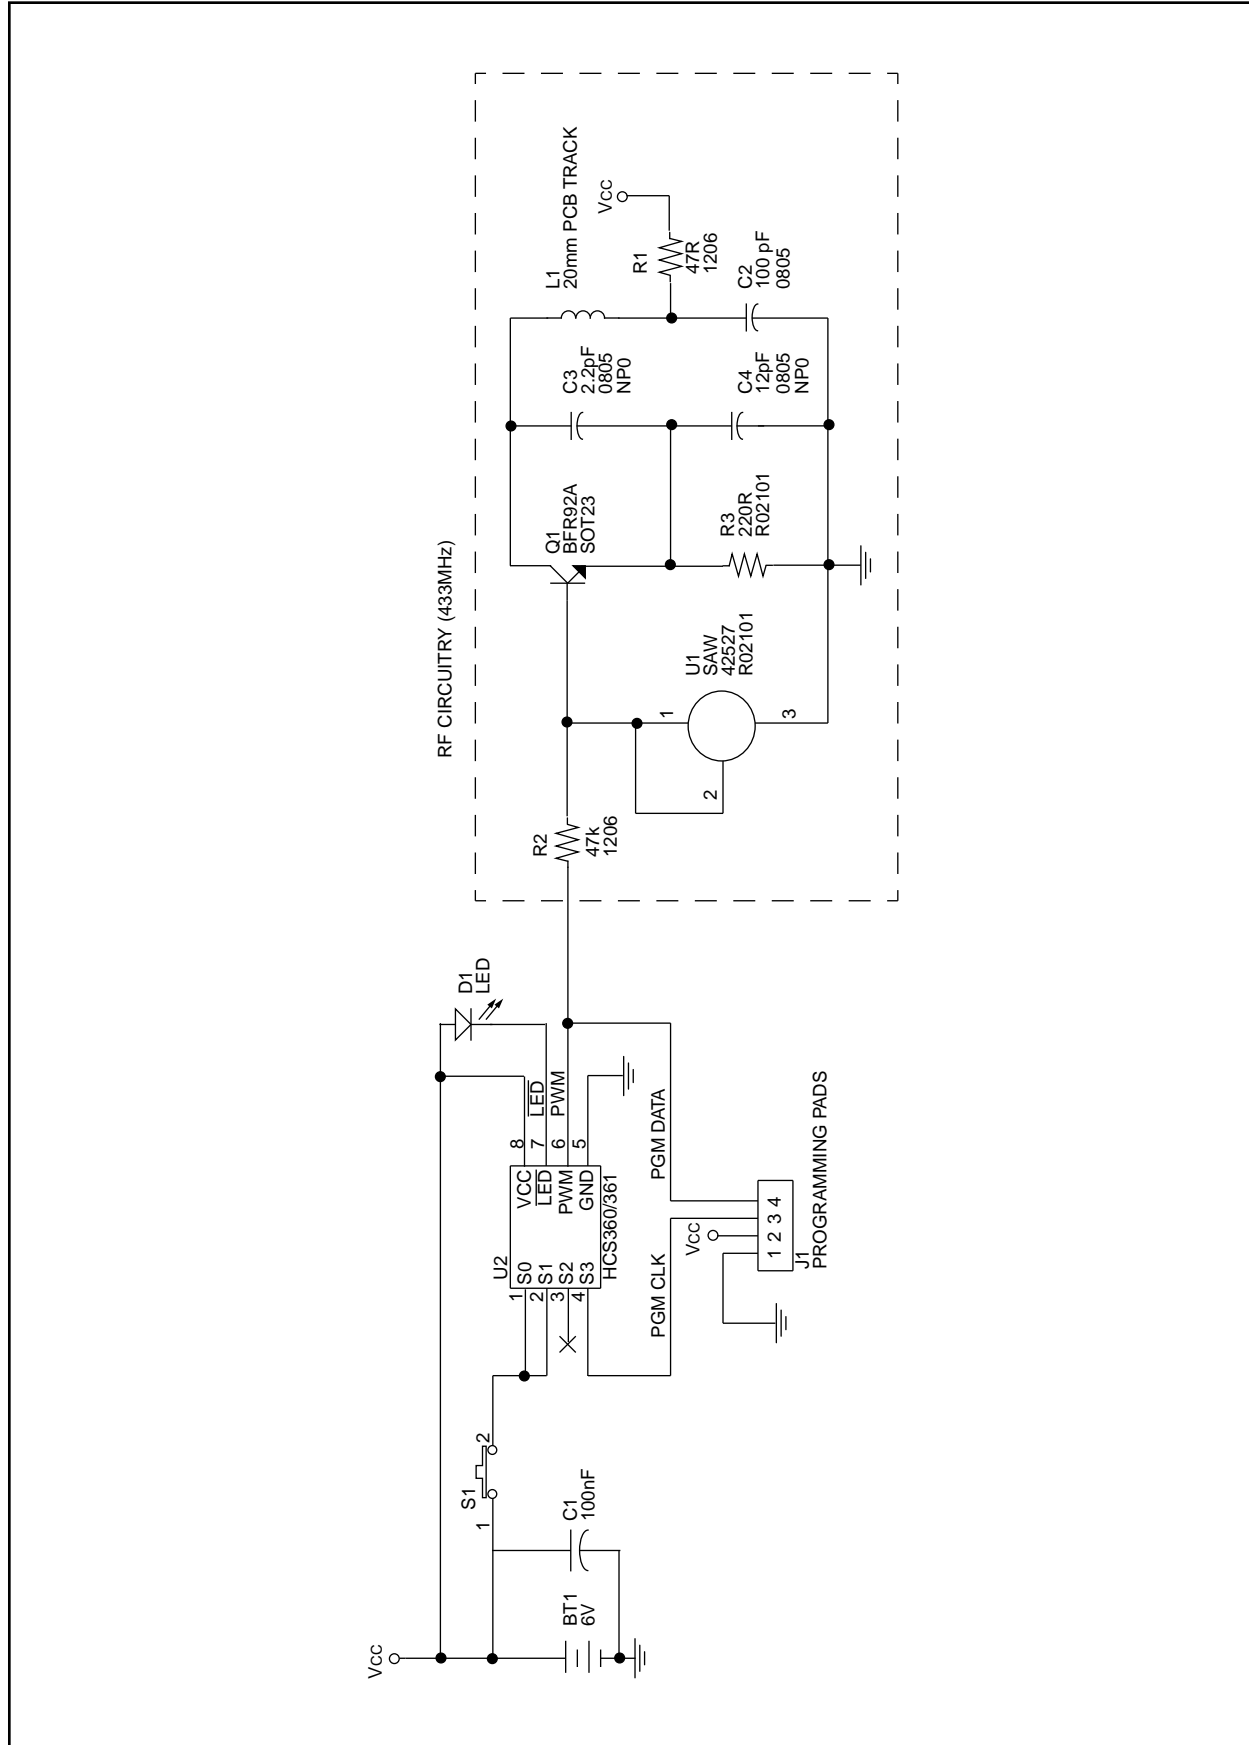 VCC
BT1
6V
C1
100nF
S1
1
2
U2
1
2
3
4
S0
S1
S2
S3
VCC
LED
PWM
GND
HCS360/361
8
7
6
5
LED
PWM
D1
LED
PGM CLK
PGM DATA
VCC
1 2 3 4
J1
PROGRAMMING PADS
RF CIRCUITRY (433MHz)
R2
47k
1206
1
2
3
U1
SAW
42527
R02101
Q1
BFR92A
SOT23
R3
220R
R02101
C3
2.2pF
0805
NP0
C4
12pF
0805
NP0
L1
20mm PCB TRACK
VCC
R1
47R
1206
C2
100 pF
0805